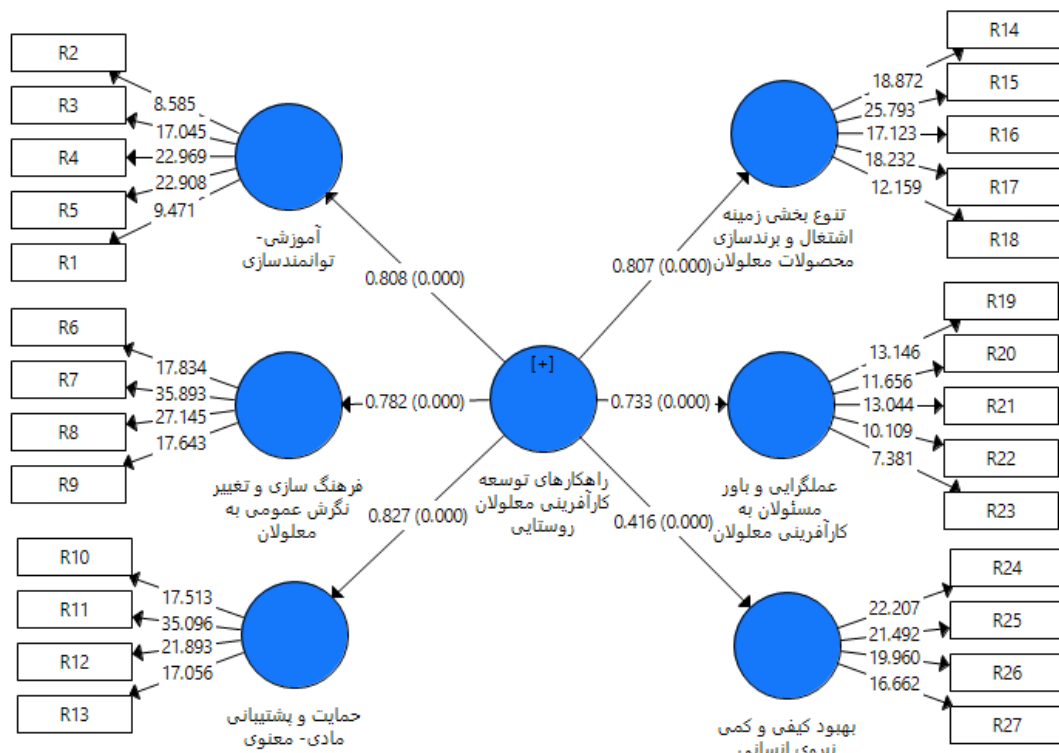 R2
R3
R4
R5
R1
8.585
17.045
22.969
22.908
9.471
آموزشی-
توانمندسازی
R6
R7
R8
R9
17.834
35.893
27.145
17.643
فرهنگ سازی و تغییر
نگرش عمومی به
معلولان
R10
R11
R12
R13
17.513
35.096
21.893
17.056
حمایت و پشتیبانی
مادی- معنوی
0.808 (0.000)
0.782 (0.000)
0.827 (0.000)
[+]
راهکارهای توسعه
کارآفرینی معلولان
روستایی
0.807 (0.000)
0.733 (0.000)
0.416 (0.000)
R14
R15
R16
R17
R18
18.872
25.793
17.123
18.232
12.159
تنوع بخشی زمینه
اشتغال و برندسازی
محصولات معلولان
R19
R20
R21
R22
R23
13.146
11.656
13.044
10.109
7.381
عملگرایی و باور
مسئولان به
کارآفرینی معلولان
R24
R25
R26
R27
22.207
21.492
19.960
16.662
بهبود کیفی و کمی
نیروی انسانی